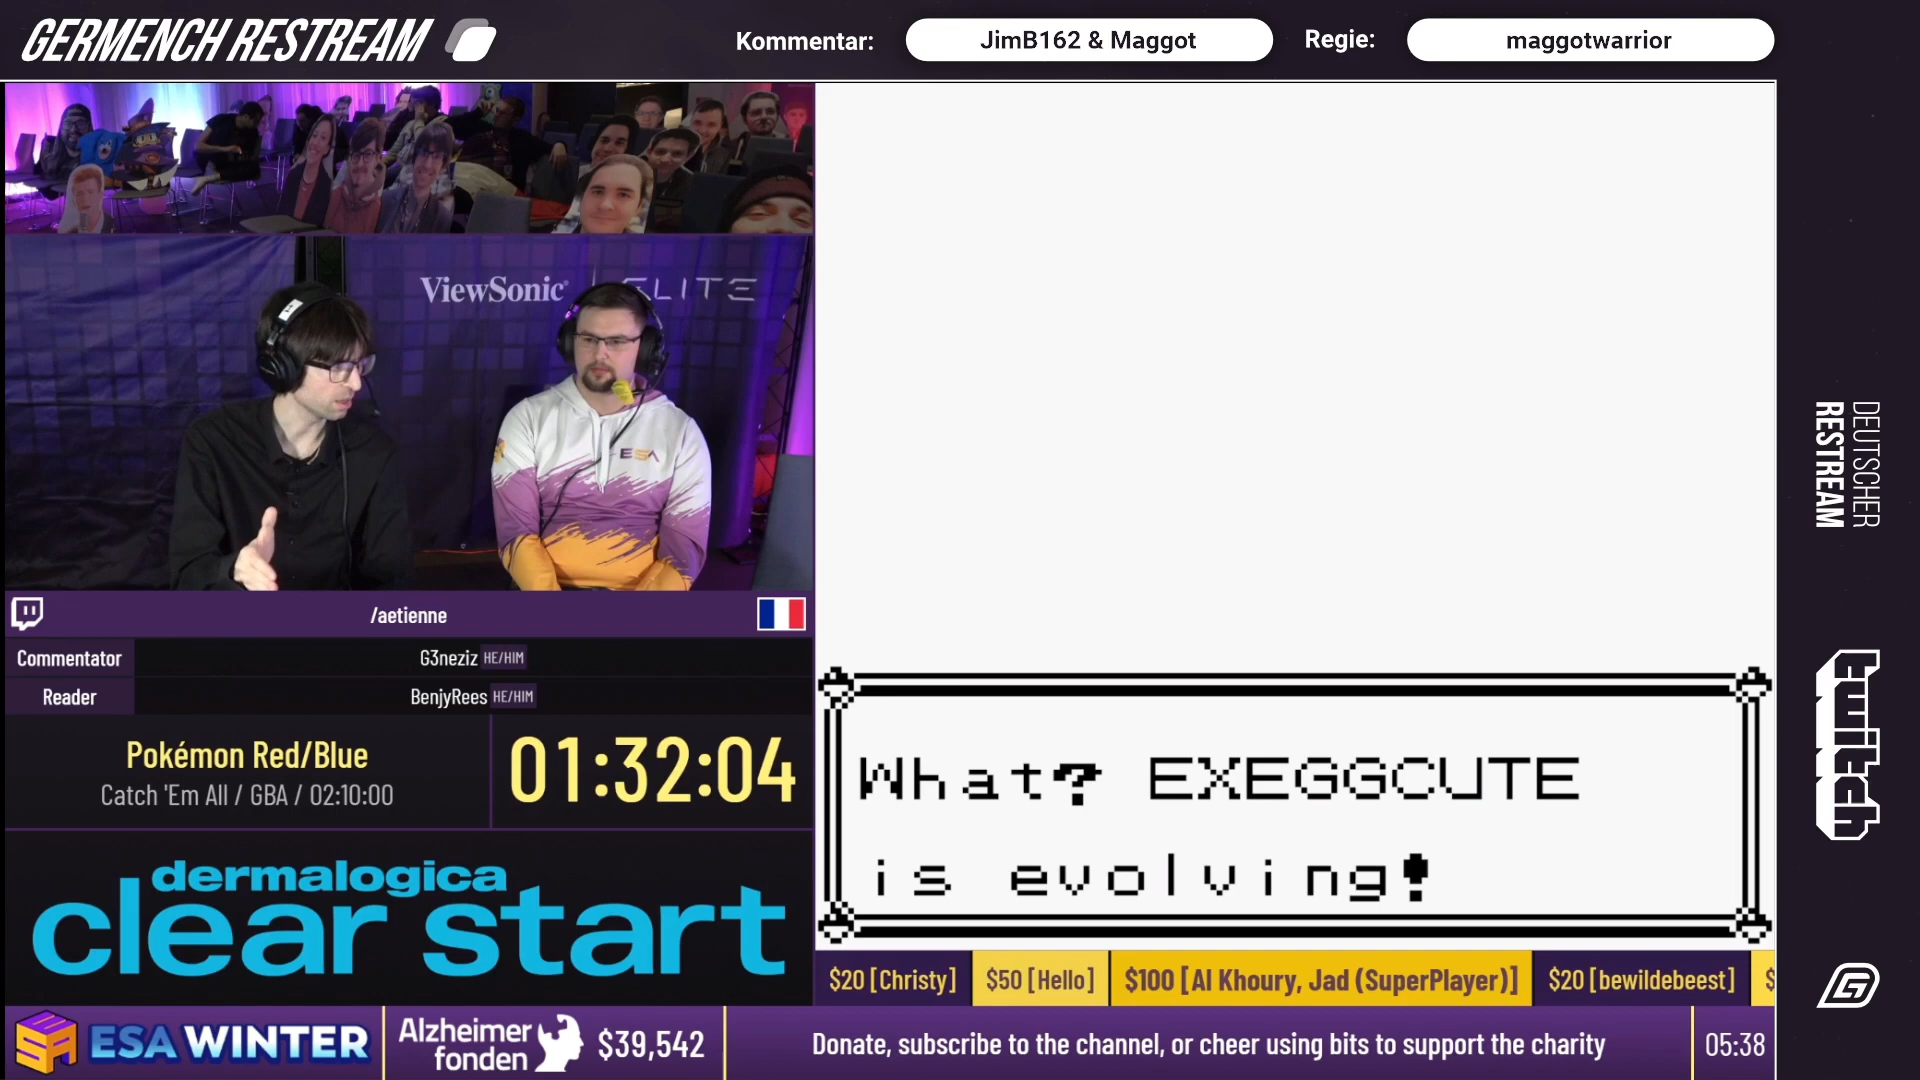 GERMENCH RESTREAM
Kommentar:
JimB162 & Maggot
Regie:
maggotwarrior
ViewSonic
ELITE
ESA
/aetienne
Commentator
G3neziz HE/HIM
Reader
BenjyRees HE/HIM
Pokémon Red/Blue
Catch 'Em All / GBA / 02:10:00
01:32:04
dermalogica
clear start
What? EXEGGCUTE
is evolving!
$20 [Christy]
$50 [Hello]
$100 [Al Khoury, Jad (SuperPlayer)]
$20 [bewildebeest]
$
ESA WINTER
Alzheimer
fonden
$39,542
Donate, subscribe to the channel, or cheer using bits to support the charity
05:38
DEUTSCHER
RESTREAM
twitch
G